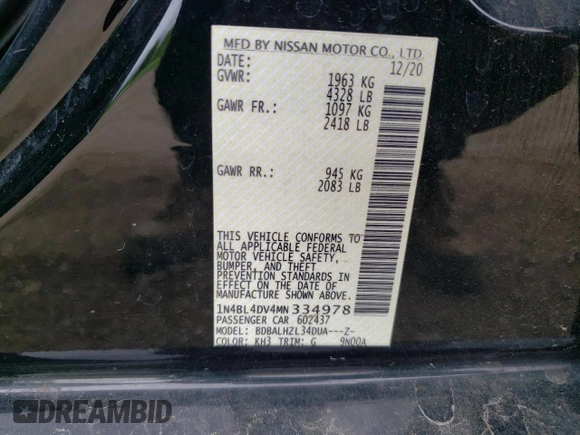 MFD BY NISSAN MOTOR CO., LTD.
DATE: 12/20
GVWR: 1963 KG
4328 LB
GAWR FR.: 1097 KG
2418 LB
GAWR RR.: 945 KG
2083 LB
THIS VEHICLE CONFORMS TO
ALL APPLICABLE FEDERAL
MOTOR VEHICLE SAFETY,
BUMPER, AND THEFT
PREVENTION STANDARDS IN
EFFECT ON THE DATE OF
MANUFACTURE SHOWN ABOVE.
1N4BL4DV4MN334978
PASSENGER CAR 602437
MODEL: BDBALHZL34DUA---Z-
COLOR: KH3 TRIM: G 9N00A
DREAMBID